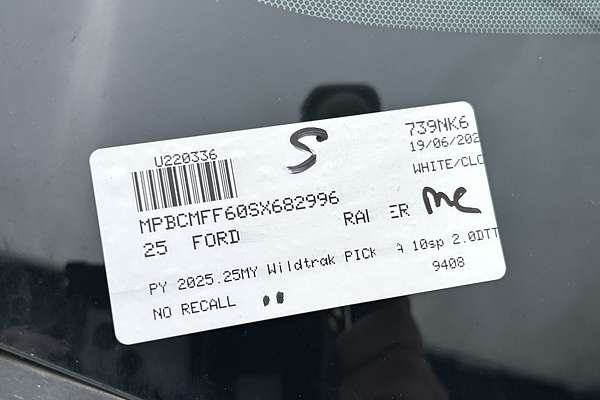 U220336
S
739NK6
19/06/202
WHITE/CLO
MPBCMFF60SX682996
25 FORD RA ER
me
PY 2025.25MY Wildtrak PICK A 10sp 2.0DTT
9408
NO RECALL